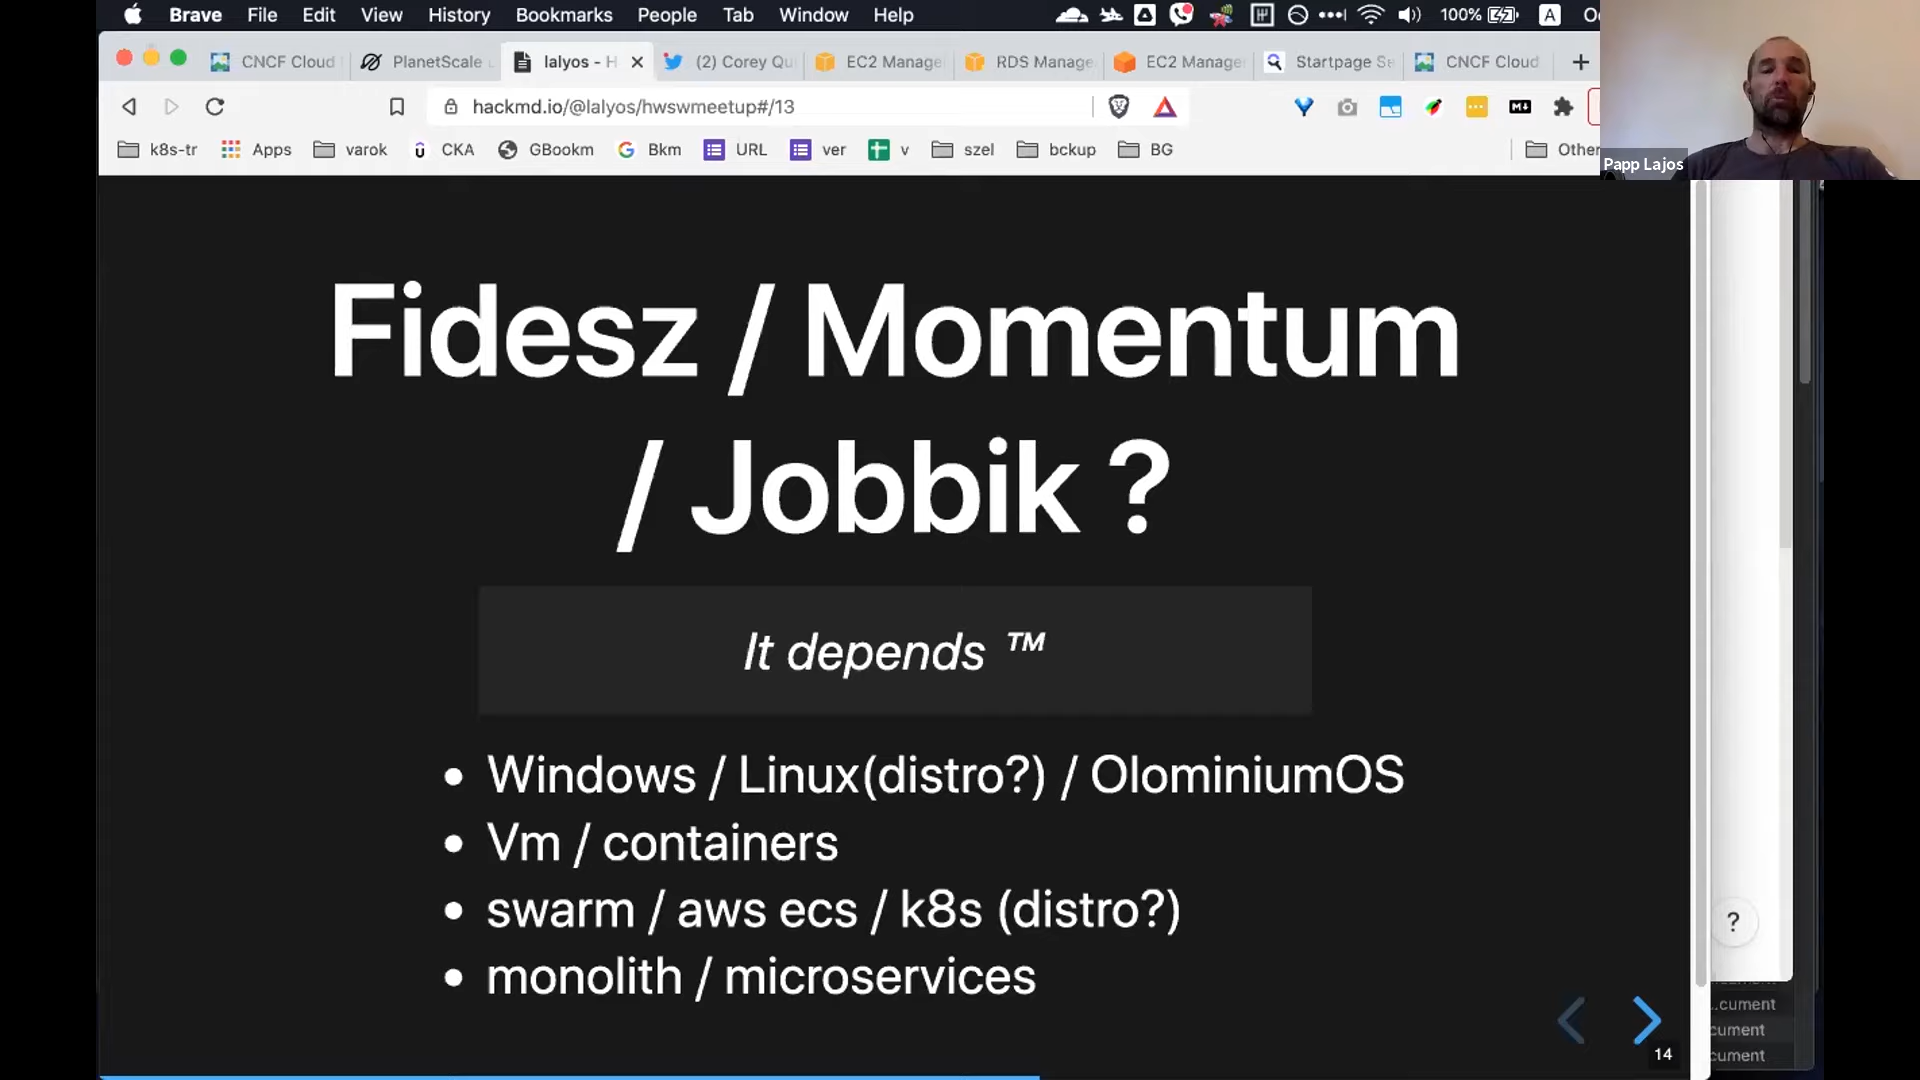 Brave File Edit View History Bookmarks People Tab Window Help 100%
CNCF Cloud PlanetScale lalyos - H (2) Corey Qu EC2 Manage RDS Manage EC2 Manage Startpage Se CNCF Cloud
hackmd.io/@lalyos/hwswmeetup#/13
k8s-tr Apps varok CKA GBookm Bkm URL ver v szel bckup BG Other
Papp Lajos
Fidesz / Momentum
/ Jobbik ?
It depends ™
• Windows / Linux(distro?) / OlominiumOS
• Vm / containers
• swarm / aws ecs / k8s (distro?)
• monolith / microservices
?
..cument
cument
cument
14